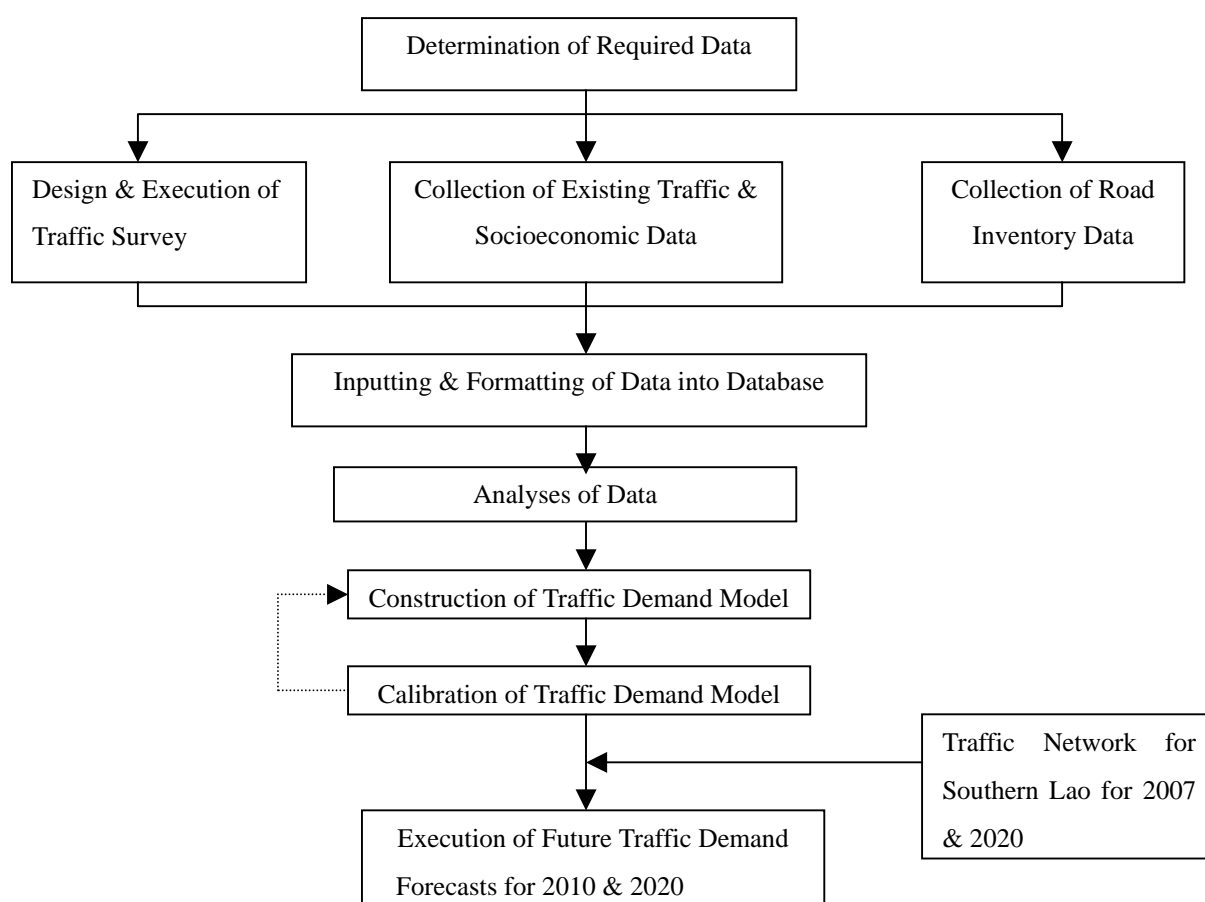 Determination of Required Data
Design & Execution of
Traffic Survey
Collection of Existing Traffic &
Socioeconomic Data
Collection of Road
Inventory Data
Inputting & Formatting of Data into Database
Analyses of Data
Construction of Traffic Demand Model
Calibration of Traffic Demand Model
Traffic Network for
Southern Lao for 2007
& 2020
Execution of Future Traffic Demand
Forecasts for 2010 & 2020